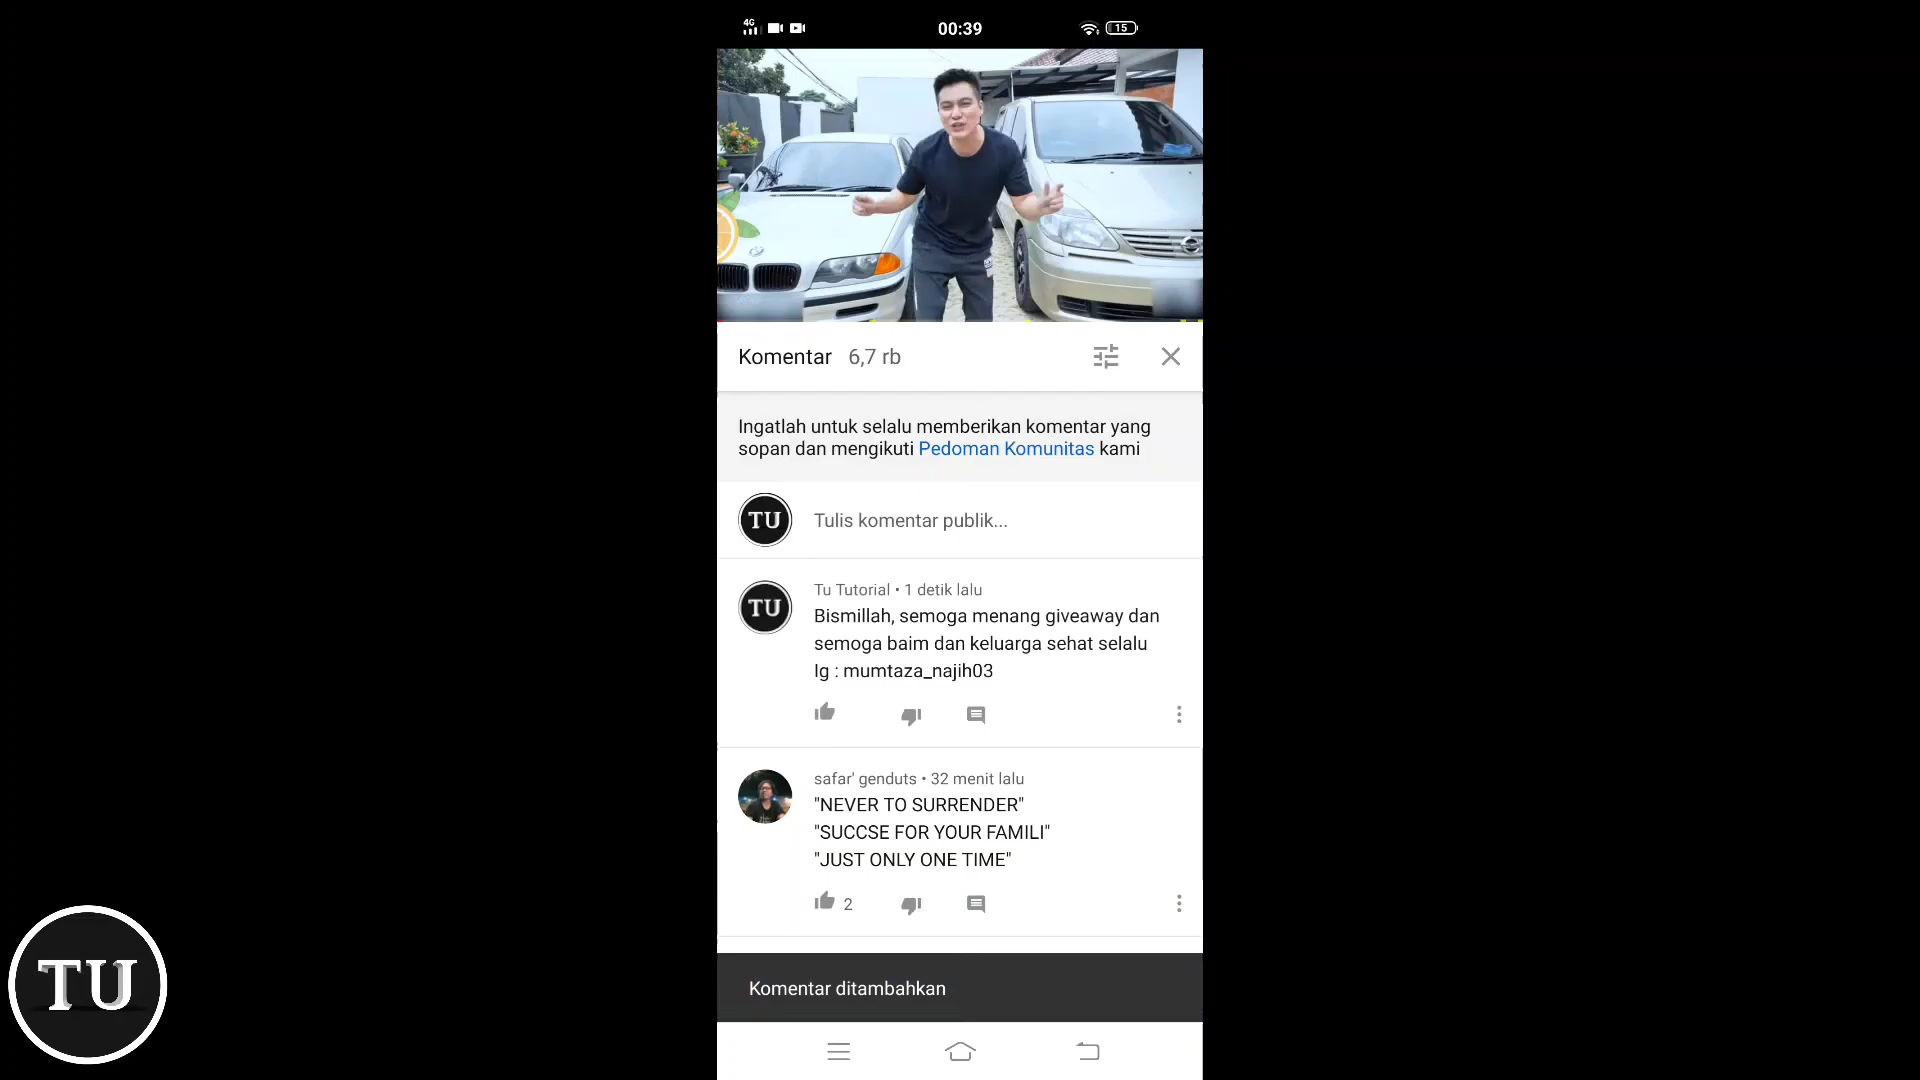 4G
00:39
15
Komentar 6,7 rb
Ingatlah untuk selalu memberikan komentar yang
sopan dan mengikuti Pedoman Komunitas kami
TU
Tulis komentar publik...
TU
Tu Tutorial • 1 detik lalu
Bismillah, semoga menang giveaway dan
semoga baim dan keluarga sehat selalu
Ig : mumtaza_najih03
safar' genduts • 32 menit lalu
"NEVER TO SURRENDER"
"SUCCSE FOR YOUR FAMILI"
"JUST ONLY ONE TIME"
2
Komentar ditambahkan
TU